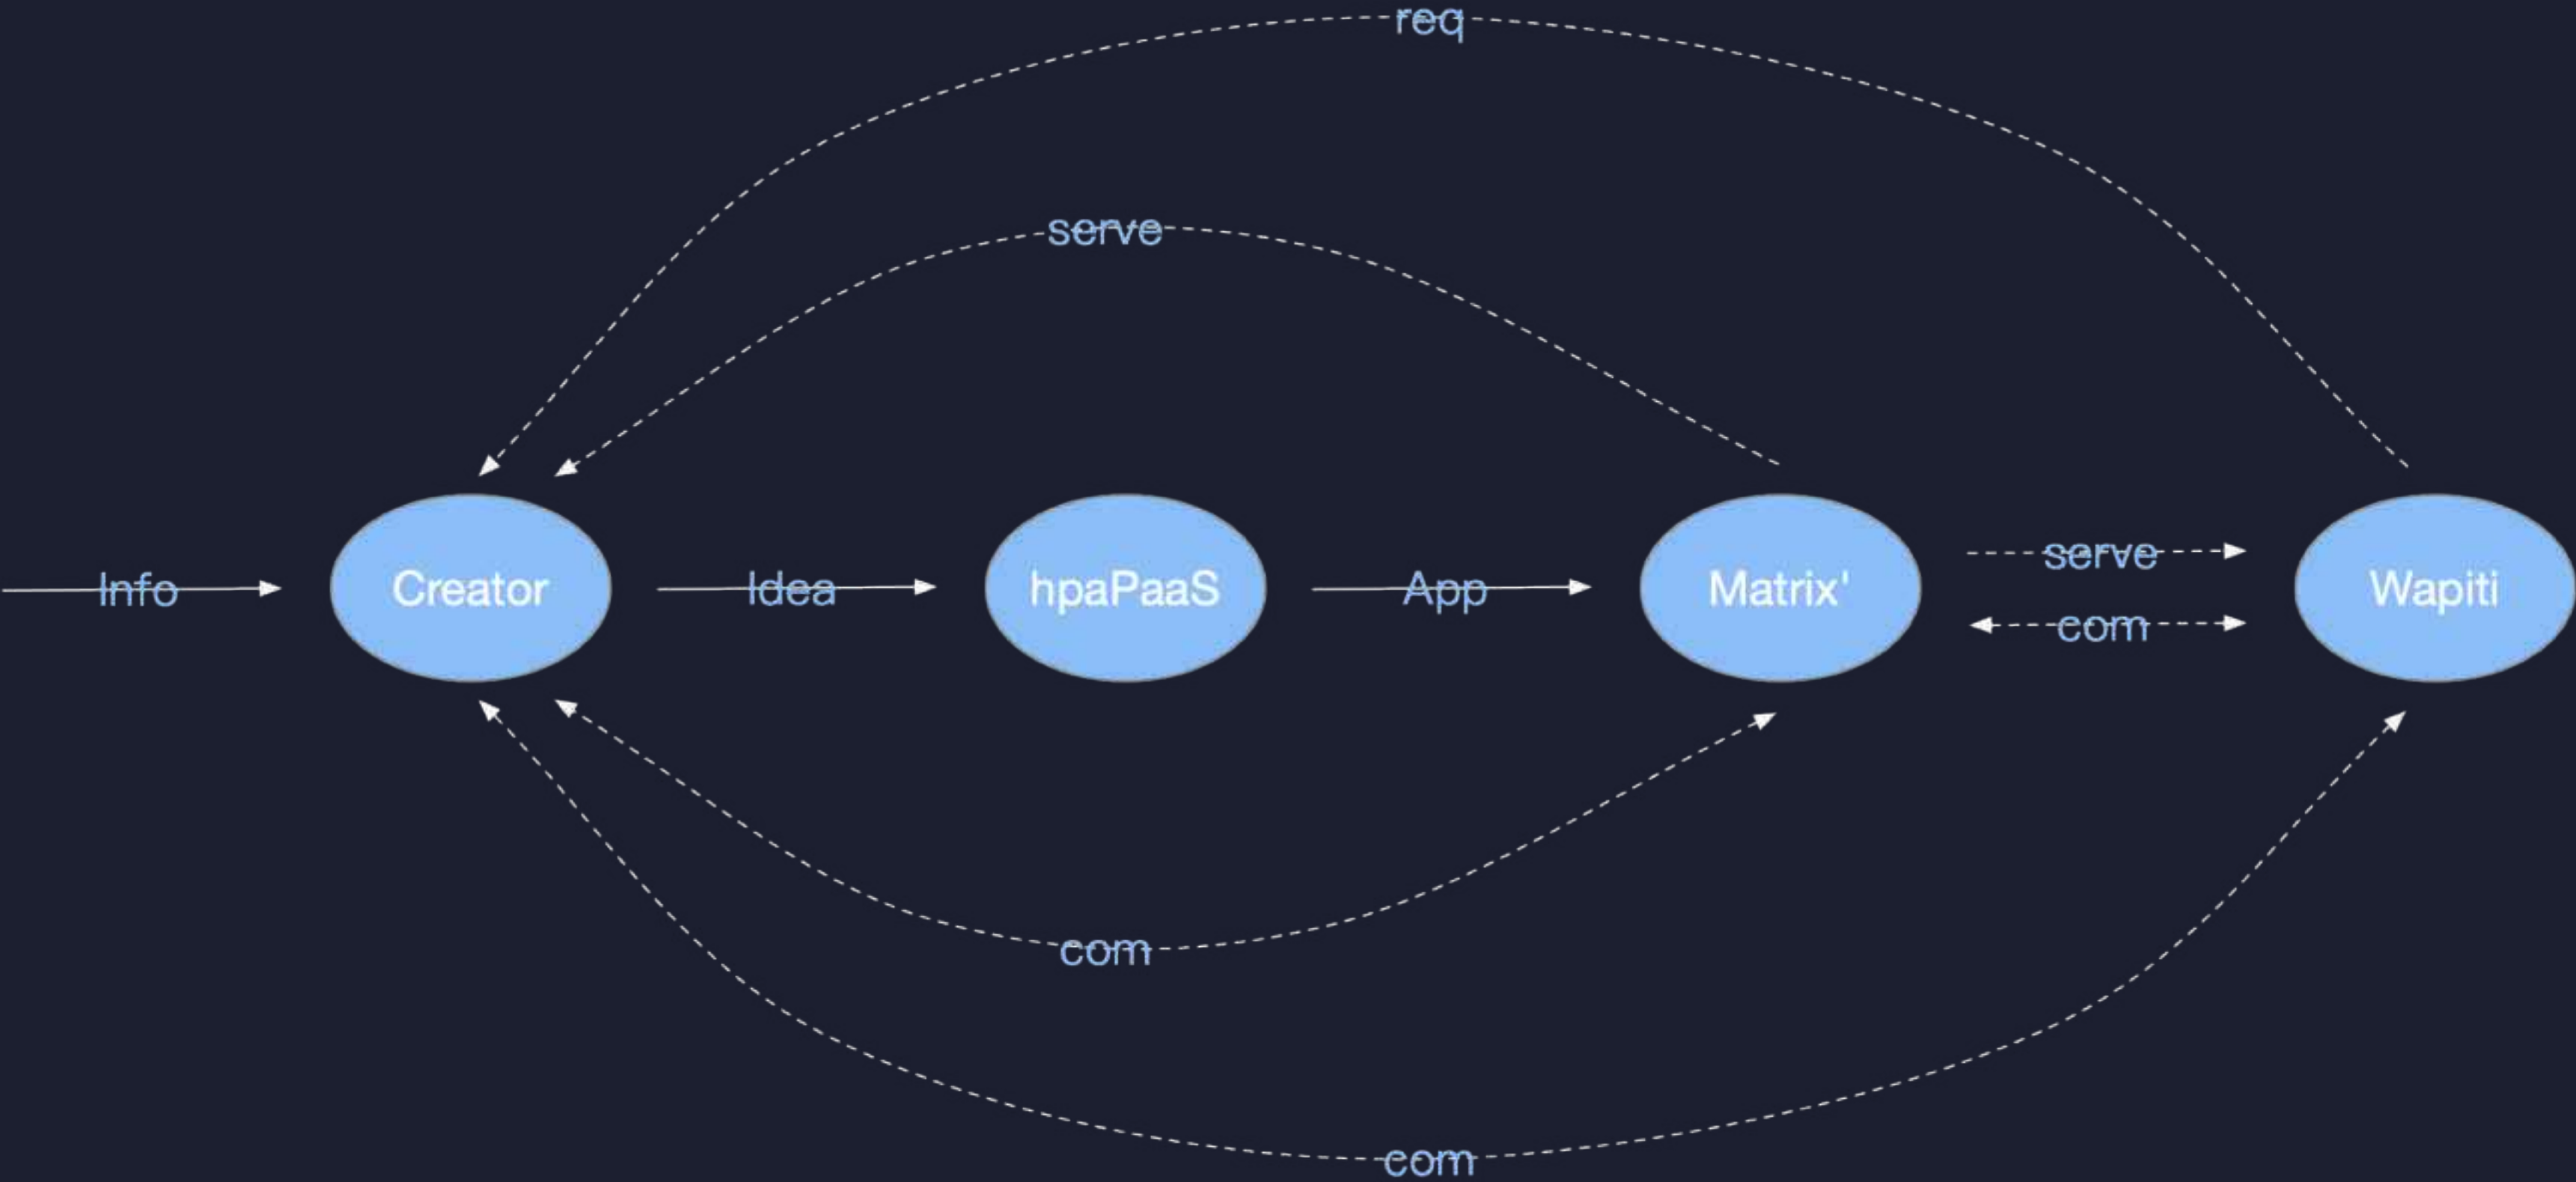 req
serve
Info
Creator
Idea
hpaPaaS
App
Matrix'
serve
com
Wapiti
com
com